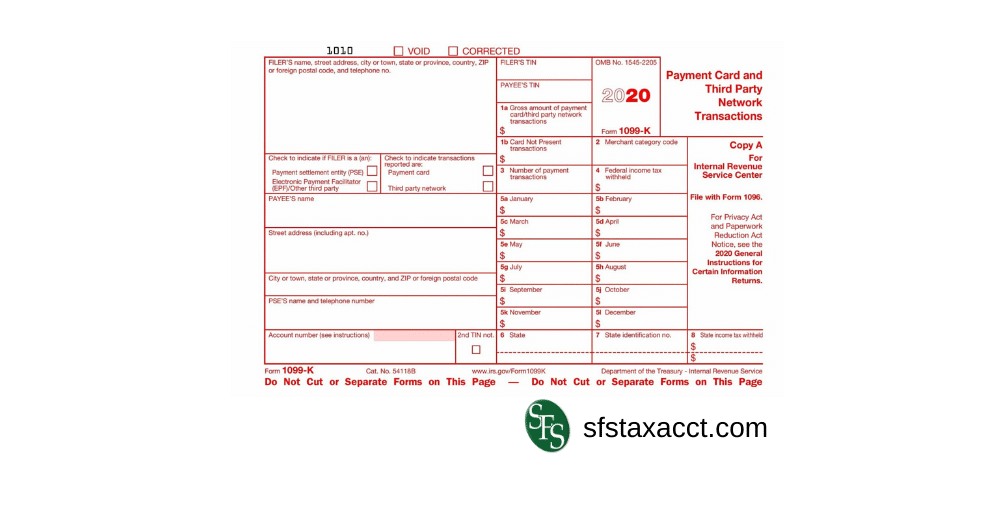 1010
VOID
CORRECTED
FILER'S name, street address, city or town, state or province, country, ZIP
or foreign postal code, and telephone no.
FILER'S TIN
PAYEE'S TIN
1a Gross amount of payment
card/third party network
transactions
$
OMB No. 1545-2205
2020
Form 1099-K
Payment Card and
Third Party
Network
Transactions
1b Card Not Present
transactions
$
2 Merchant category code
Copy A
For
Internal Revenue
Service Center
File with Form 1096.
For Privacy Act
and Paperwork
Reduction Act
Notice, see the
2020 General
Instructions for
Certain Information
Returns.
Check to indicate if FILER is a (an):
Payment settlement entity (PSE)
Electronic Payment Facilitator
(EPF)/Other third party
Check to indicate transactions
reported are:
Payment card
Third party network
3 Number of payment
transactions
4 Federal income tax
withheld
$
PAYEE'S name
5a January
$
5b February
$
5c March
$
5d April
$
Street address (including apt. no.)
5e May
$
5f June
$
5g July
$
5h August
$
City or town, state or province, country, and ZIP or foreign postal code
5i September
$
5j October
$
PSE'S name and telephone number
5k November
$
5l December
$
Account number (see instructions)
2nd TIN not.
6 State
7 State identification no.
8 State income tax withheld
$
$
Form 1099-K
Cat. No. 54118B
www.irs.gov/Form1099K
Department of the Treasury - Internal Revenue Service
Do Not Cut or Separate Forms on This Page — Do Not Cut or Separate Forms on This Page
SFS
sfstaxacct.com